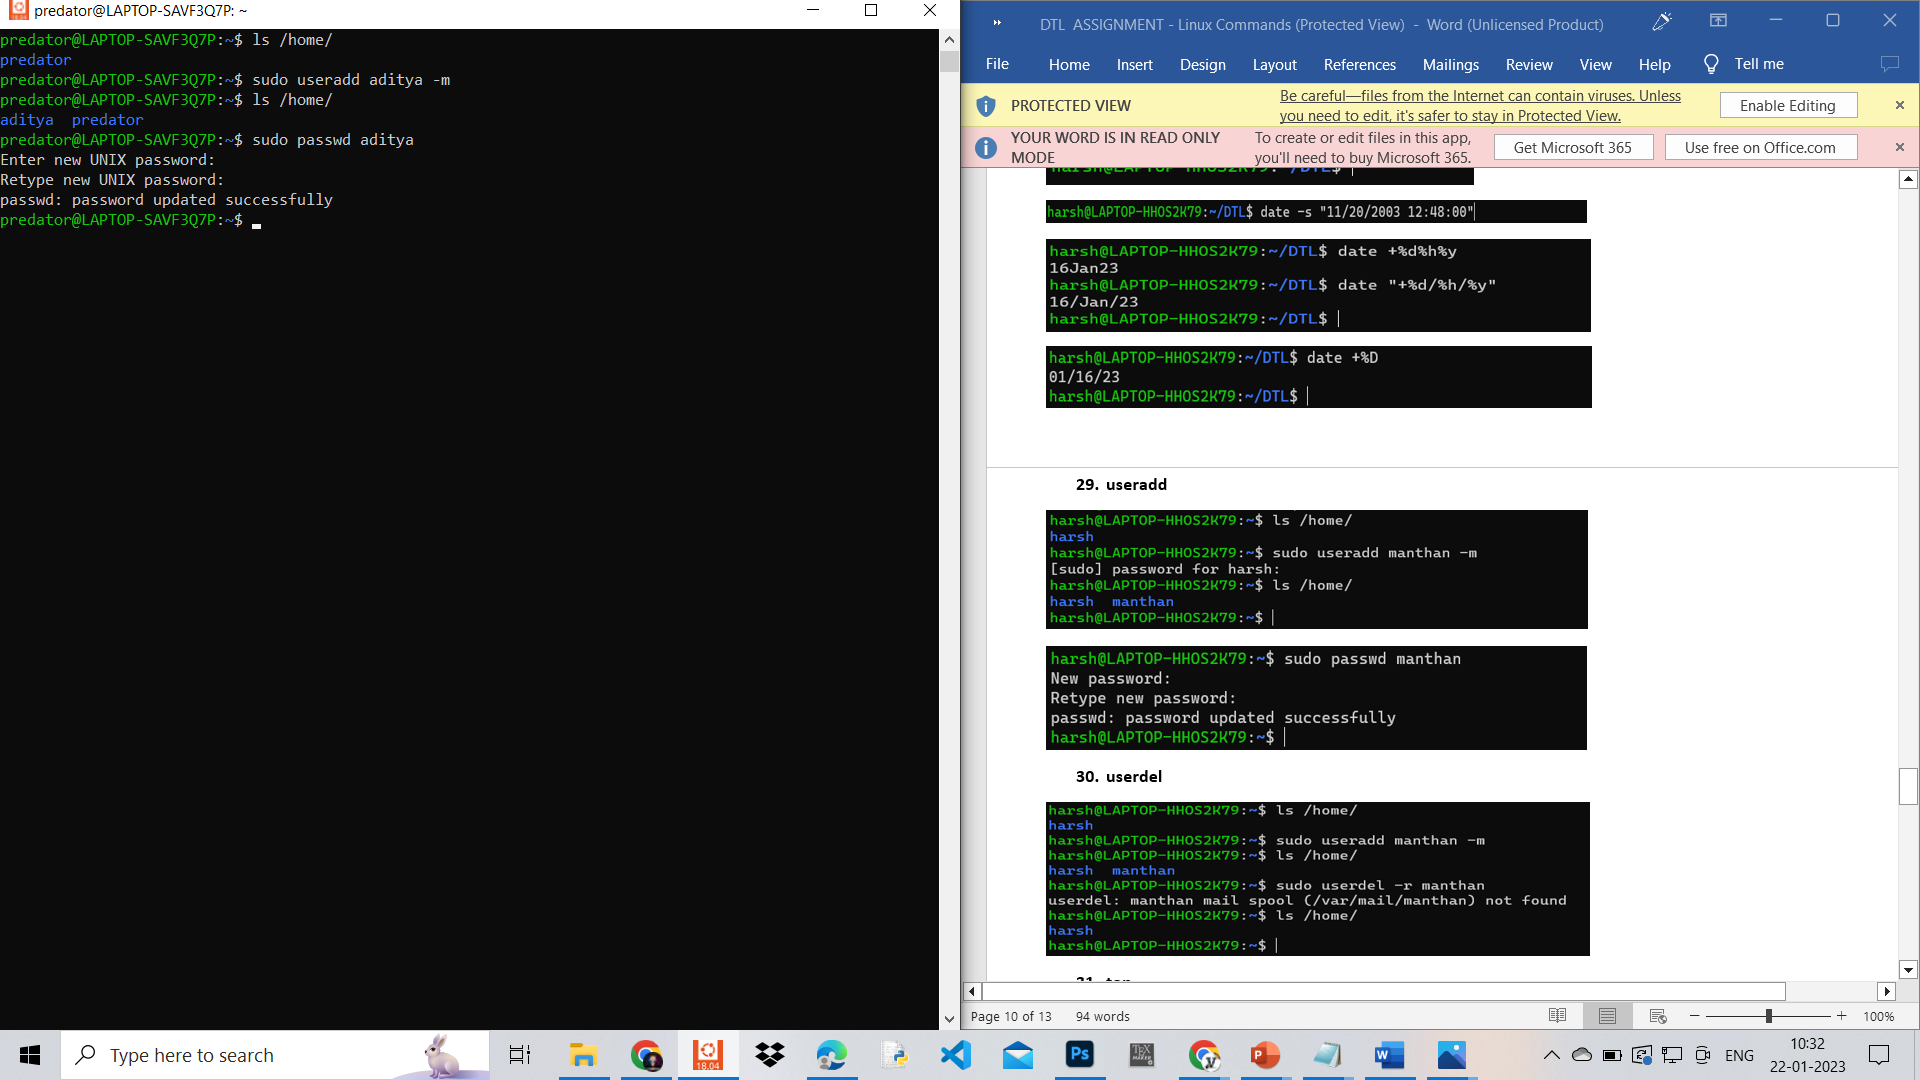 predator@LAPTOP-SAVF3Q7P: ~
predator@LAPTOP-SAVF3Q7P:~$ ls /home/
predator
predator@LAPTOP-SAVF3Q7P:~$ sudo useradd aditya -m
predator@LAPTOP-SAVF3Q7P:~$ ls /home/
aditya  predator
predator@LAPTOP-SAVF3Q7P:~$ sudo passwd aditya
Enter new UNIX password:
Retype new UNIX password:
passwd: password updated successfully
predator@LAPTOP-SAVF3Q7P:~$
DTL ASSIGNMENT - Linux Commands (Protected View) - Word (Unlicensed Product)
File Home Insert Design Layout References Mailings Review View Help Tell me
PROTECTED VIEW
Be careful—files from the Internet can contain viruses. Unless
you need to edit, it's safer to stay in Protected View.
Enable Editing
YOUR WORD IS IN READ ONLY
MODE
To create or edit files in this app,
you'll need to buy Microsoft 365.
Get Microsoft 365
Use free on Office.com
harsh@LAPTOP-HHOS2K79:~/DTL$
harsh@LAPTOP-HHOS2K79:~/DTL$ date -s "11/20/2003 12:48:00"
harsh@LAPTOP-HHOS2K79:~/DTL$ date +%d%h%y
16Jan23
harsh@LAPTOP-HHOS2K79:~/DTL$ date "+%d/%h/%y"
16/Jan/23
harsh@LAPTOP-HHOS2K79:~/DTL$
harsh@LAPTOP-HHOS2K79:~/DTL$ date +%D
01/16/23
harsh@LAPTOP-HHOS2K79:~/DTL$
29. useradd
harsh@LAPTOP-HHOS2K79:~$ ls /home/
harsh
harsh@LAPTOP-HHOS2K79:~$ sudo useradd manthan -m
[sudo] password for harsh:
harsh@LAPTOP-HHOS2K79:~$ ls /home/
harsh  manthan
harsh@LAPTOP-HHOS2K79:~$
harsh@LAPTOP-HHOS2K79:~$ sudo passwd manthan
New password:
Retype new password:
passwd: password updated successfully
harsh@LAPTOP-HHOS2K79:~$
30. userdel
harsh@LAPTOP-HHOS2K79:~$ ls /home/
harsh
harsh@LAPTOP-HHOS2K79:~$ sudo useradd manthan -m
harsh@LAPTOP-HHOS2K79:~$ ls /home/
harsh  manthan
harsh@LAPTOP-HHOS2K79:~$ sudo userdel -r manthan
userdel: manthan mail spool (/var/mail/manthan) not found
harsh@LAPTOP-HHOS2K79:~$ ls /home/
harsh
harsh@LAPTOP-HHOS2K79:~$
31. top
Page 10 of 13 94 words
100%
Type here to search
18.04
Ps
ENG
10:32
22-01-2023